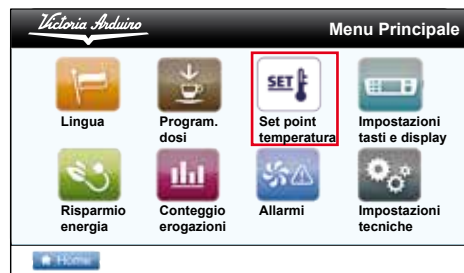 Victoria Arduino
Menu Principale
SET
Lingua
Program.
dosi
Set point
temperatura
Impostazioni
tasti e display
Risparmio
energia
Conteggio
erogazioni
Allarmi
Impostazioni
tecniche
Home